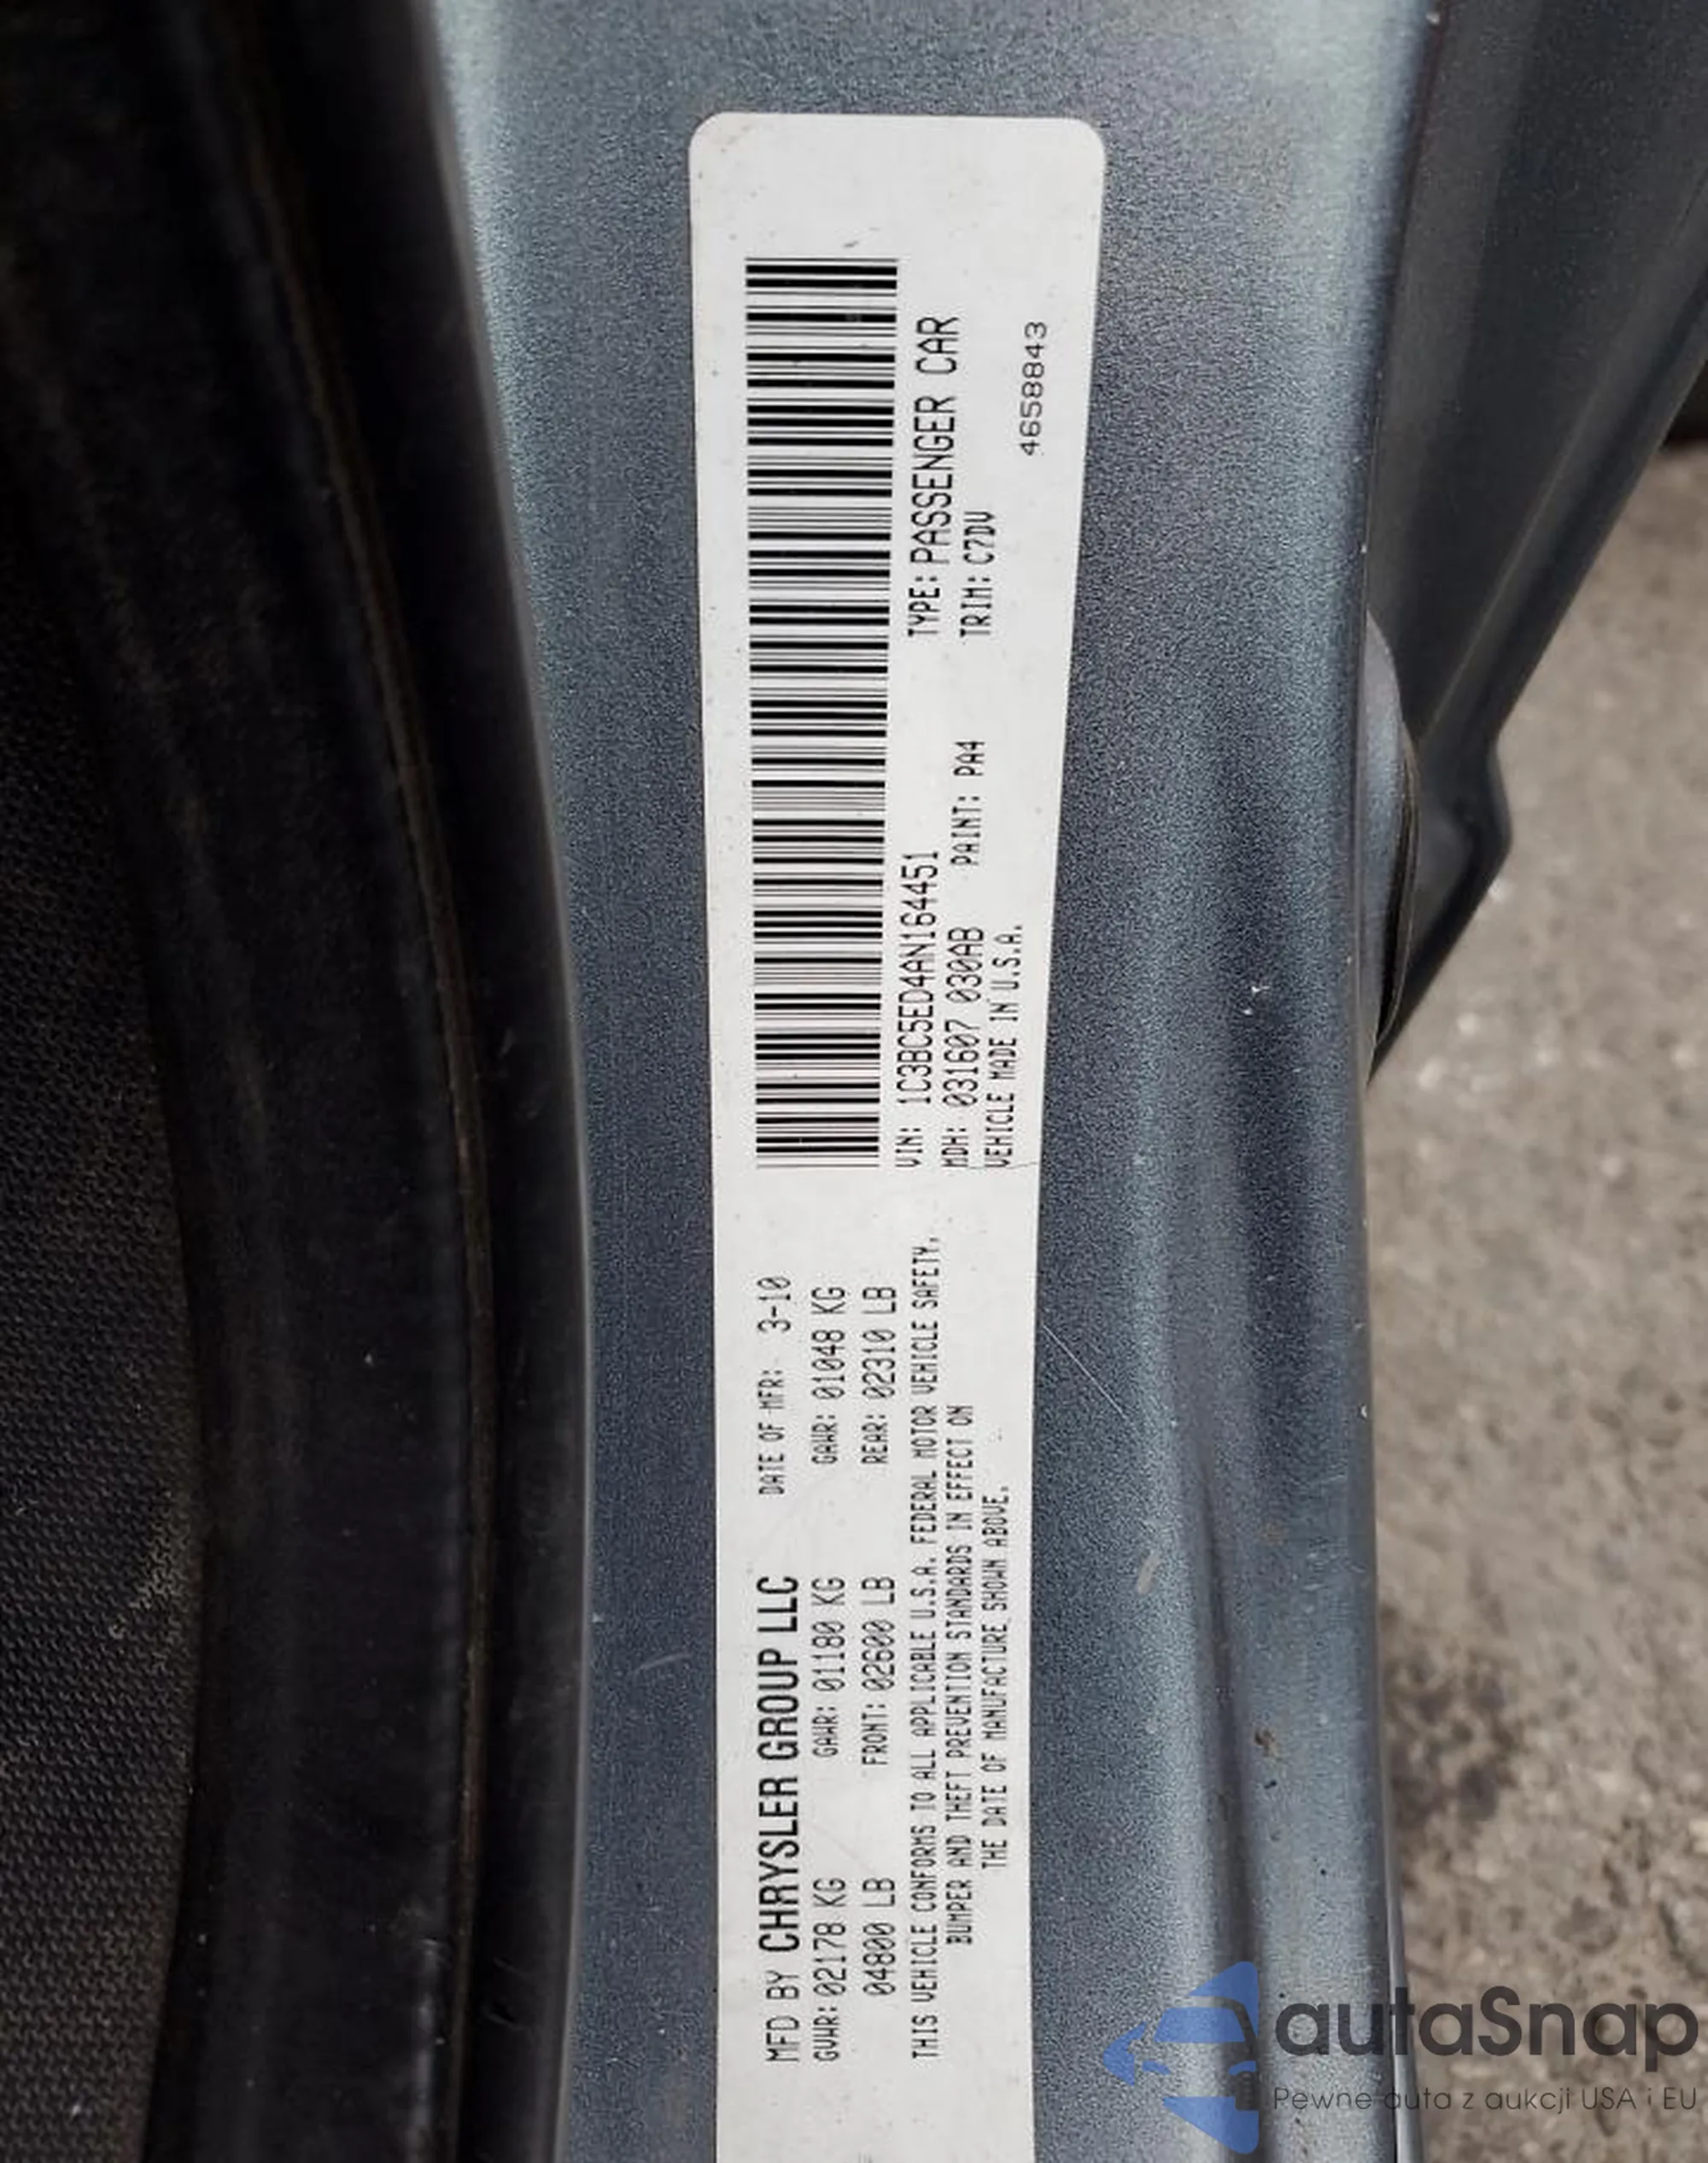 MFD BY CHRYSLER GROUP LLC DATE OF MFR: 3-10
GVWR: 02178 KG GAWR: 01180 KG GAWR: 01048 KG
04800 LB FRONT: 02600 LB REAR: 02310 LB
THIS VEHICLE CONFORMS TO ALL APPLICABLE U.S.A. FEDERAL MOTOR VEHICLE SAFETY,
BUMPER AND THEFT PREVENTION STANDARDS IN EFFECT ON
THE DATE OF MANUFACTURE SHOWN ABOVE.
VIN: 1C3BC5ED4AN164451 TYPE: PASSENGER CAR
MDH: 031607 030AB PAINT: PA4 TRIM: C7DV
VEHICLE MADE IN U.S.A.
4658843
autaSnap
Pewne auta z aukcji USA i EU